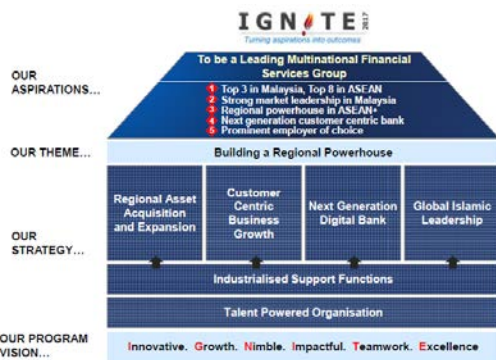 IGNITE 2017
Turning aspirations into outcomes
OUR
ASPIRATIONS...
To be a Leading Multinational Financial
Services Group
1 Top 3 in Malaysia, Top 8 in ASEAN
2 Strong market leadership in Malaysia
3 Regional powerhouse in ASEAN+
4 Next generation customer centric bank
5 Prominent employer of choice
OUR THEME...
Building a Regional Powerhouse
OUR
STRATEGY...
Regional Asset
Acquisition
and Expansion
Customer
Centric
Business
Growth
Next Generation
Digital Bank
Global Islamic
Leadership
Industrialised Support Functions
Talent Powered Organisation
OUR PROGRAM
VISION...
Innovative. Growth. Nimble. Impactful. Teamwork. Excellence